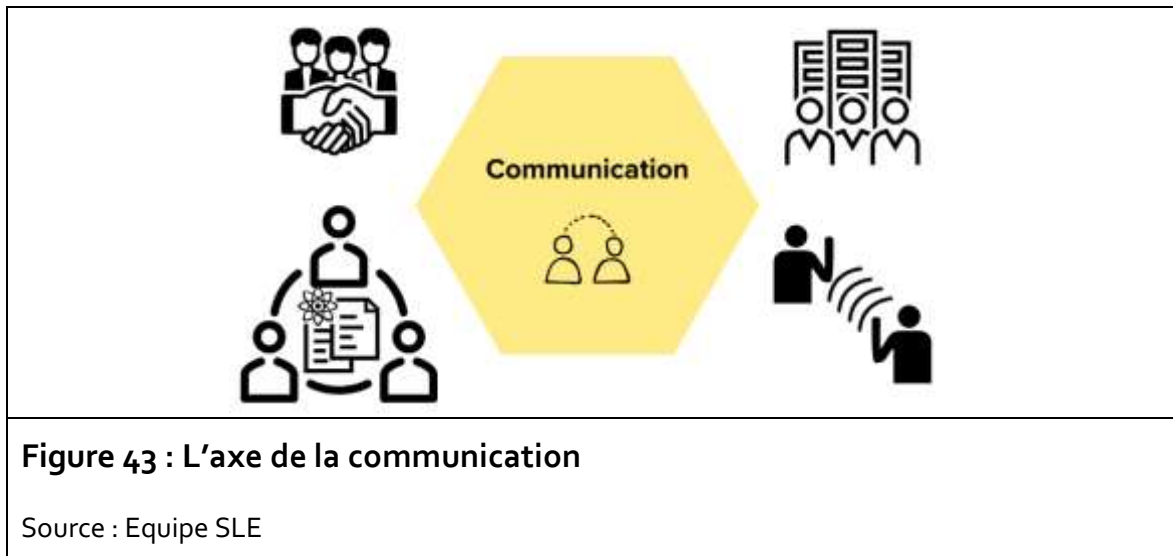 Communication
Figure 43 : L’axe de la communication
Source : Equipe SLE